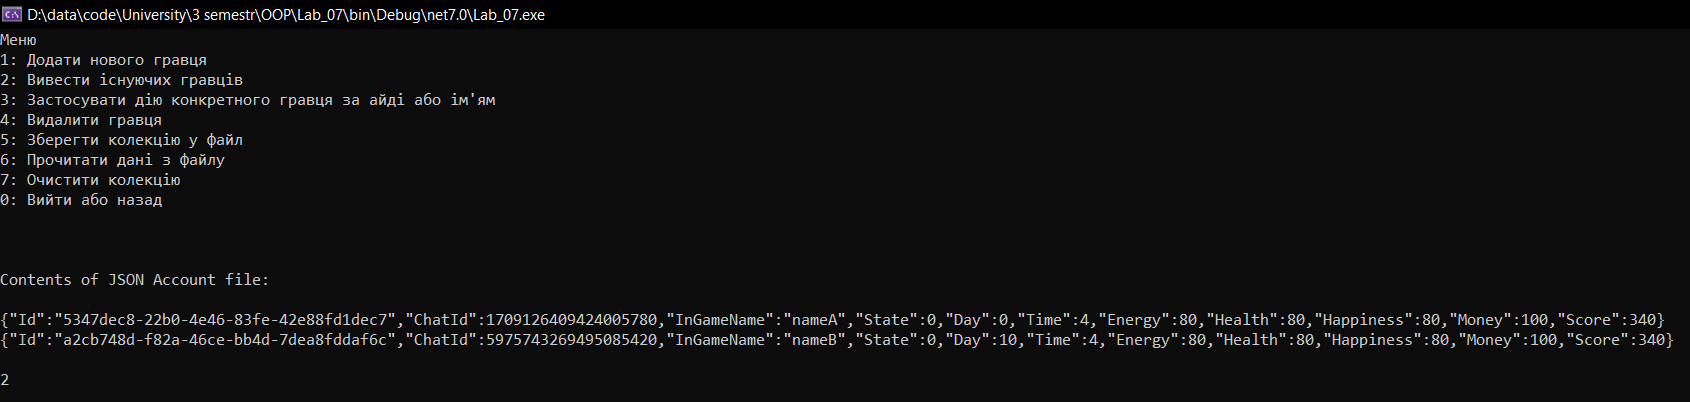 D:\data\code\University\3 semestr\OOP\Lab_07\bin\Debug\net7.0\Lab_07.exe
Меню
1: Додати нового гравця
2: Вивести існуючих гравців
3: Застосувати дію конкретного гравця за айді або ім'ям
4: Видалити гравця
5: Зберегти колекцію у файл
6: Прочитати дані з файлу
7: Очистити колекцію
0: Вийти або назад
Contents of JSON Account file:
{"Id":"5347dec8-22b0-4e46-83fe-42e88fd1dec7","ChatId":1709126409424005780,"InGameName":"nameA","State":0,"Day":0,"Time":4,"Energy":80,"Health":80,"Happiness":80,"Money":100,"Score":340}
{"Id":"a2cb748d-f82a-46ce-bb4d-7dea8fddaf6c","ChatId":5975743269495085420,"InGameName":"nameB","State":0,"Day":10,"Time":4,"Energy":80,"Health":80,"Happiness":80,"Money":100,"Score":340}
2